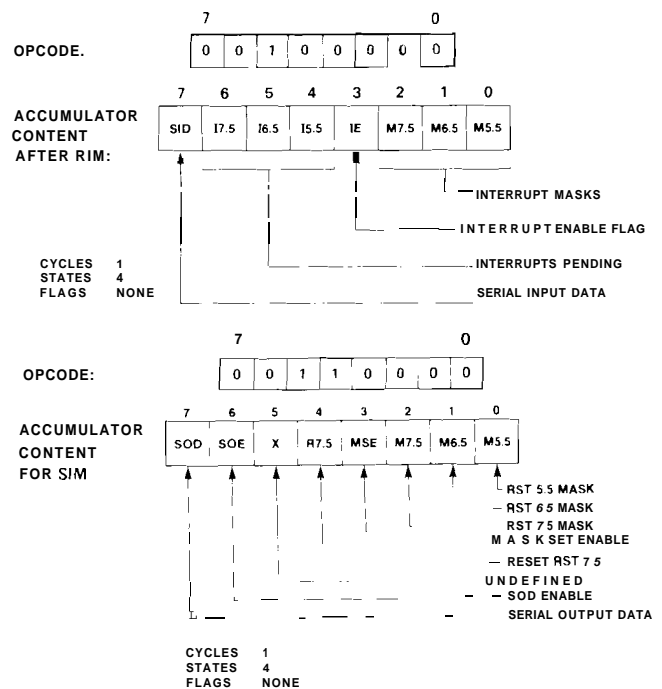 7 0
OPCODE. 0 0 1 0 0 0 0 0
7 6 5 4 3 2 1 0
ACCUMULATOR
CONTENT
AFTER RIM:
SID I7.5 I6.5 I5.5 IE M7.5 M6.5 M5.5
INTERRUPT MASKS
INTERRUPT ENABLE FLAG
INTERRUPTS PENDING
SERIAL INPUT DATA
CYCLES 1
STATES 4
FLAGS NONE
7 0
OPCODE: 0 0 1 1 0 0 0 0
7 6 5 4 3 2 1 0
ACCUMULATOR
CONTENT
FOR SIM
SOD SOE X R7.5 MSE M7.5 M6.5 M5.5
RST 5.5 MASK
RST 6 5 MASK
RST 7 5 MASK
MASK SET ENABLE
RESET RST 7 5
UNDEFINED
SOD ENABLE
SERIAL OUTPUT DATA
CYCLES 1
STATES 4
FLAGS NONE